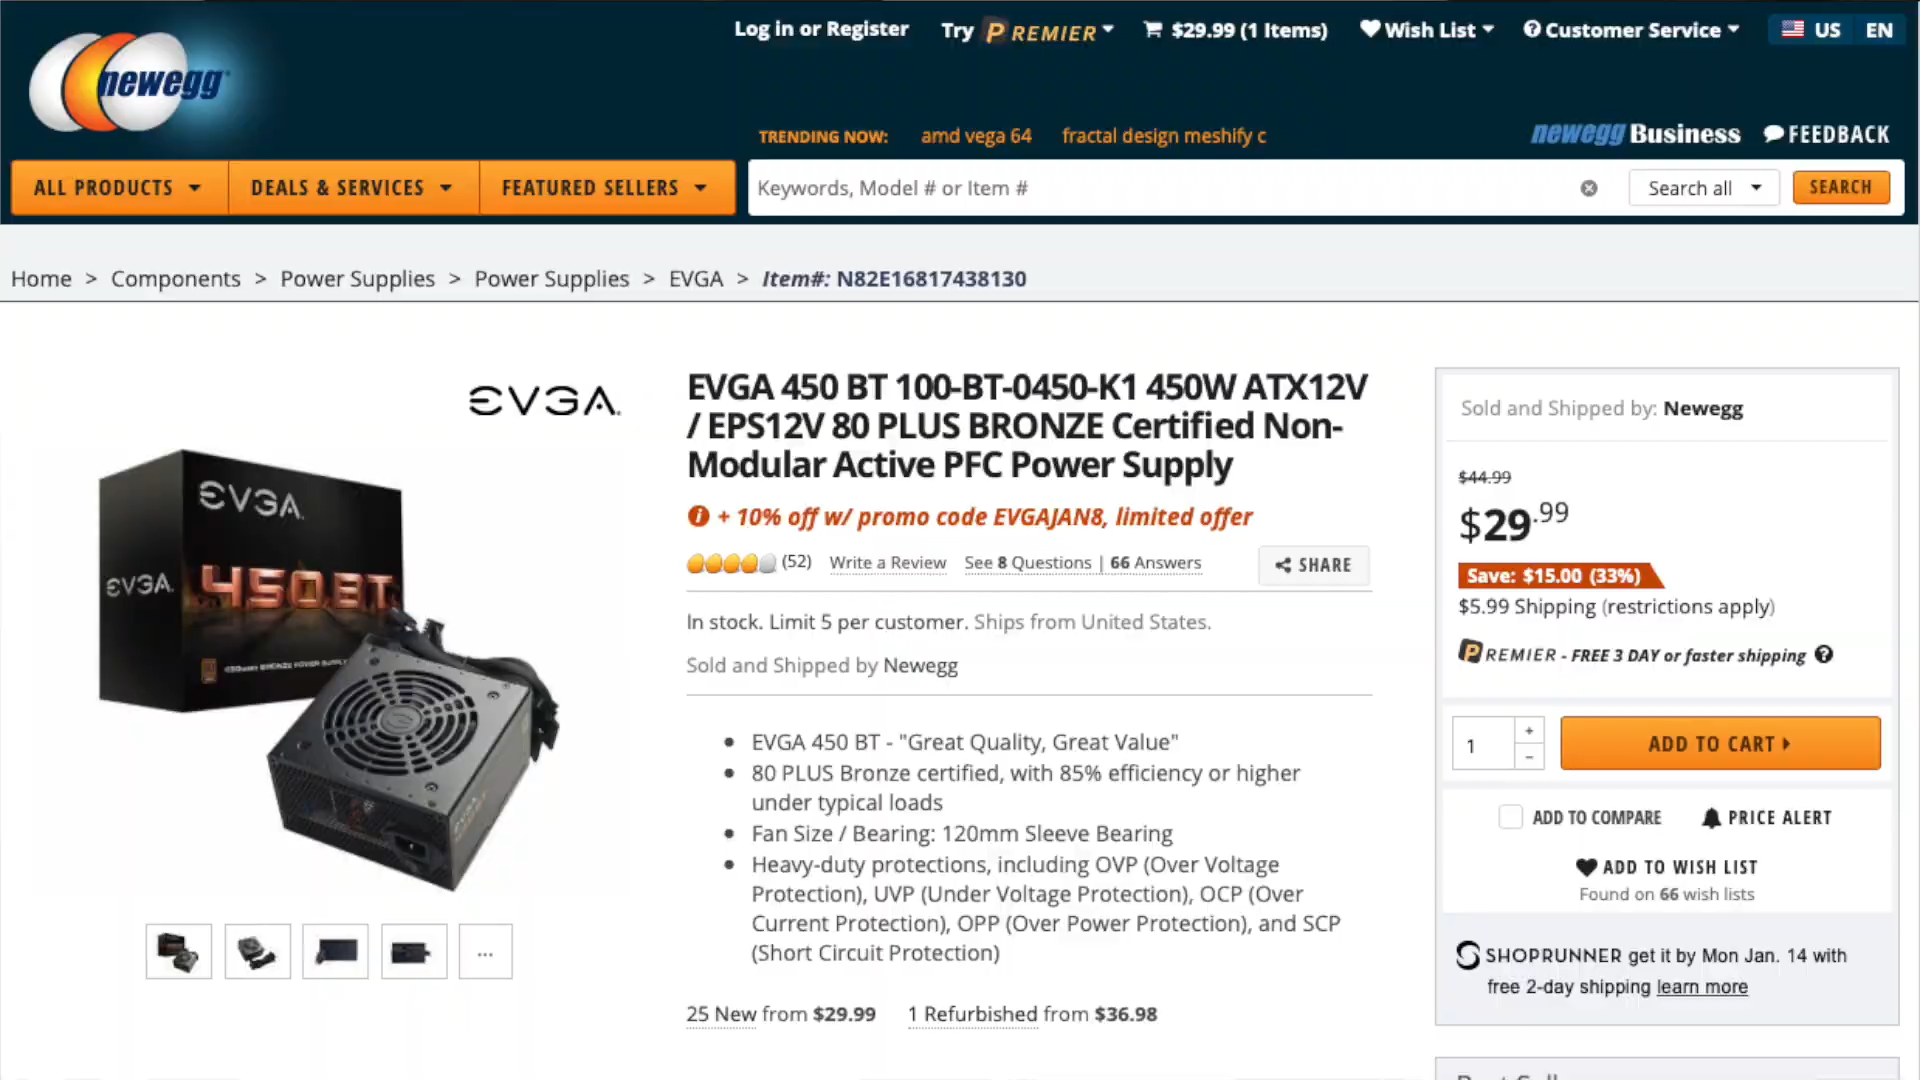 Log in or Register
Try PREMIER
$29.99 (1 Items)
Wish List
Customer Service
US
EN
newegg
TRENDING NOW:
amd vega 64
fractal design meshify c
newegg Business
FEEDBACK
ALL PRODUCTS
DEALS & SERVICES
FEATURED SELLERS
Keywords, Model # or Item #
Search all
SEARCH
Home > Components > Power Supplies > Power Supplies > EVGA > Item#: N82E16817438130
EVGA
EVGA
EVGA
450 BT
EVGA 450 BT 100-BT-0450-K1 450W ATX12V
/ EPS12V 80 PLUS BRONZE Certified Non-
Modular Active PFC Power Supply
+ 10% off w/ promo code EVGAJAN8, limited offer
(52)
Write a Review
See 8 Questions | 66 Answers
SHARE
In stock. Limit 5 per customer. Ships from United States.
Sold and Shipped by Newegg
EVGA 450 BT - "Great Quality, Great Value"
80 PLUS Bronze certified, with 85% efficiency or higher
under typical loads
Fan Size / Bearing: 120mm Sleeve Bearing
Heavy-duty protections, including OVP (Over Voltage
Protection), UVP (Under Voltage Protection), OCP (Over
Current Protection), OPP (Over Power Protection), and SCP
(Short Circuit Protection)
25 New from $29.99
1 Refurbished from $36.98
...
Sold and Shipped by: Newegg
$44.99
$29.99
Save: $15.00 (33%)
$5.99 Shipping (restrictions apply)
PREMIER - FREE 3 DAY or faster shipping
1
+
-
ADD TO CART
ADD TO COMPARE
PRICE ALERT
ADD TO WISH LIST
Found on 66 wish lists
SHOPRUNNER get it by Mon Jan. 14 with
free 2-day shipping learn more